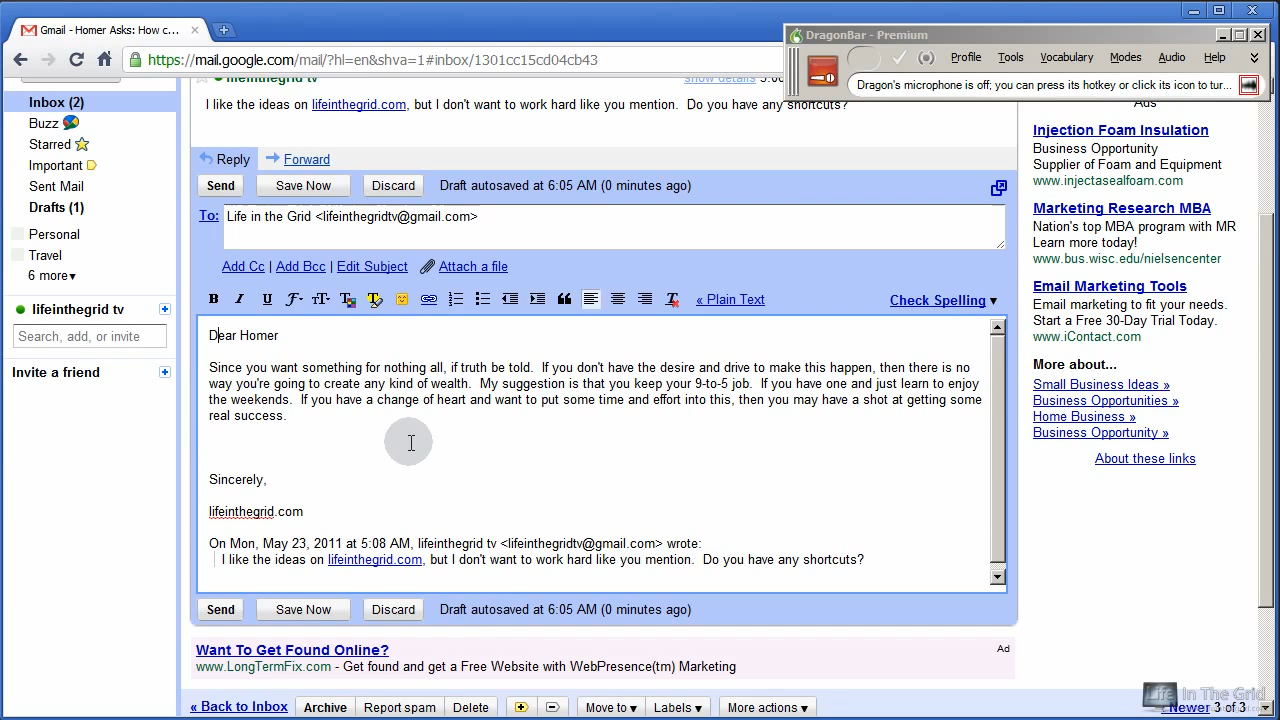 Gmail - Homer Asks: How c...
https://mail.google.com/mail/?hl=en&shva=1#inbox/1301cc15cd04cb43
DragonBar - Premium
Profile Tools Vocabulary Modes Audio Help
Dragon's microphone is off; you can press its hotkey or click its icon to tur...
Inbox (2)
Buzz
Starred
Important
Sent Mail
Drafts (1)
Personal
Travel
6 more▾
lifeinthegrid tv
Search, add, or invite
Invite a friend
lifeinthegrid tv show details 5:08
I like the ideas on lifeinthegrid.com, but I don't want to work hard like you mention. Do you have any shortcuts?
Reply Forward
Send Save Now Discard Draft autosaved at 6:05 AM (0 minutes ago)
To: Life in the Grid <lifeinthegridtv@gmail.com>
Add Cc | Add Bcc | Edit Subject Attach a file
B I U « Plain Text Check Spelling ▾
Dear Homer
Since you want something for nothing all, if truth be told. If you don't have the desire and drive to make this happen, then there is no
way you're going to create any kind of wealth. My suggestion is that you keep your 9-to-5 job. If you have one and just learn to enjoy
the weekends. If you have a change of heart and want to put some time and effort into this, then you may have a shot at getting some
real success.
Sincerely,
lifeinthegrid.com
On Mon, May 23, 2011 at 5:08 AM, lifeinthegrid tv <lifeinthegridtv@gmail.com> wrote:
I like the ideas on lifeinthegrid.com, but I don't want to work hard like you mention. Do you have any shortcuts?
Send Save Now Discard Draft autosaved at 6:05 AM (0 minutes ago)
Want To Get Found Online? Ad
www.LongTermFix.com - Get found and get a Free Website with WebPresence(tm) Marketing
« Back to Inbox Archive Report spam Delete Move to ▾ Labels ▾ More actions ▾ Newer 3 of 3
Ads
Injection Foam Insulation
Business Opportunity
Supplier of Foam and Equipment
www.injectasealfoam.com
Marketing Research MBA
Nation's top MBA program with MR
Learn more today!
www.bus.wisc.edu/nielsencenter
Email Marketing Tools
Email marketing to fit your needs.
Start a Free 30-Day Trial Today.
www.iContact.com
More about...
Small Business Ideas »
Business Opportunities »
Home Business »
Business Opportunity »
About these links
Life In The Grid